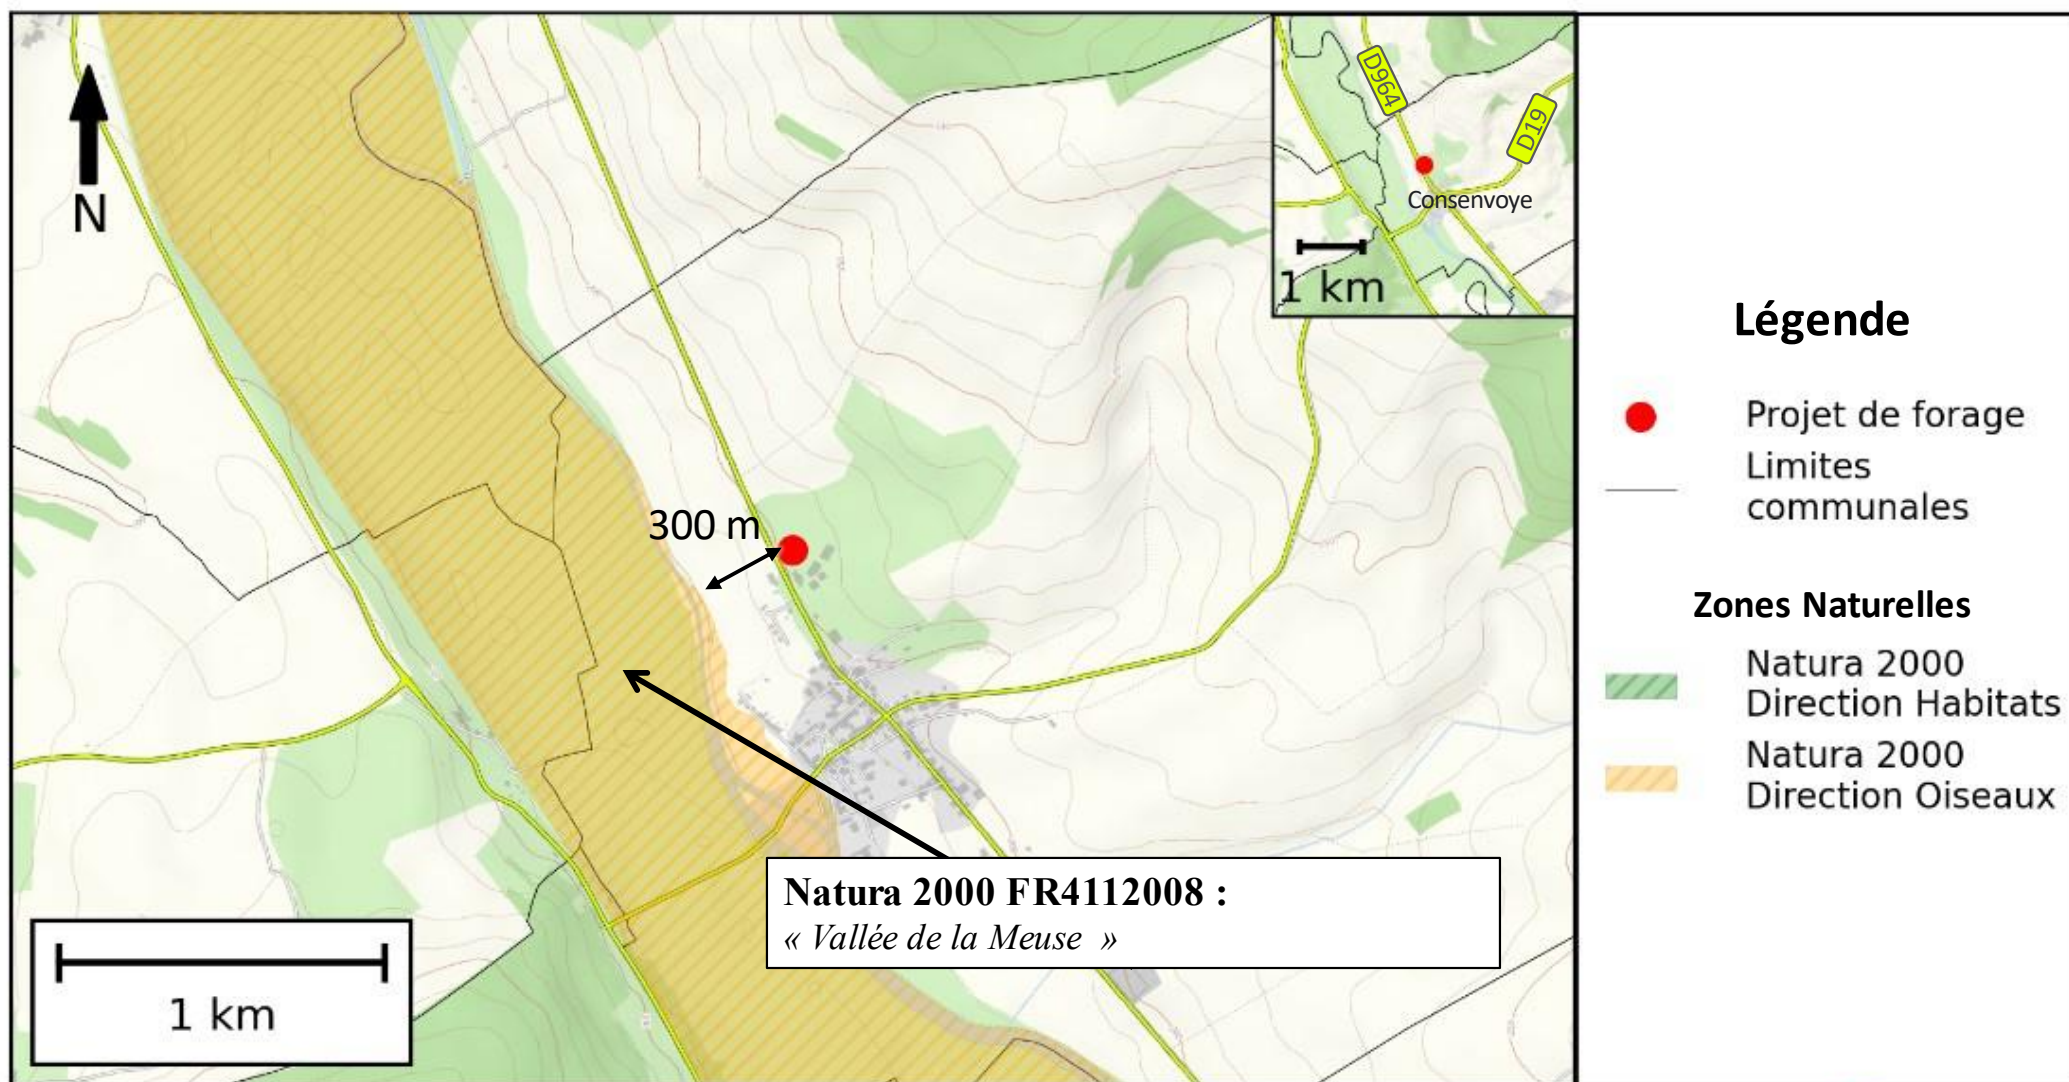 N
D964
D19
Consenvoye
1 km
300 m
Natura 2000 FR4112008 :
« Vallée de la Meuse »
1 km
Légende
Projet de forage
Limites
communales
Zones Naturelles
Natura 2000
Direction Habitats
Natura 2000
Direction Oiseaux